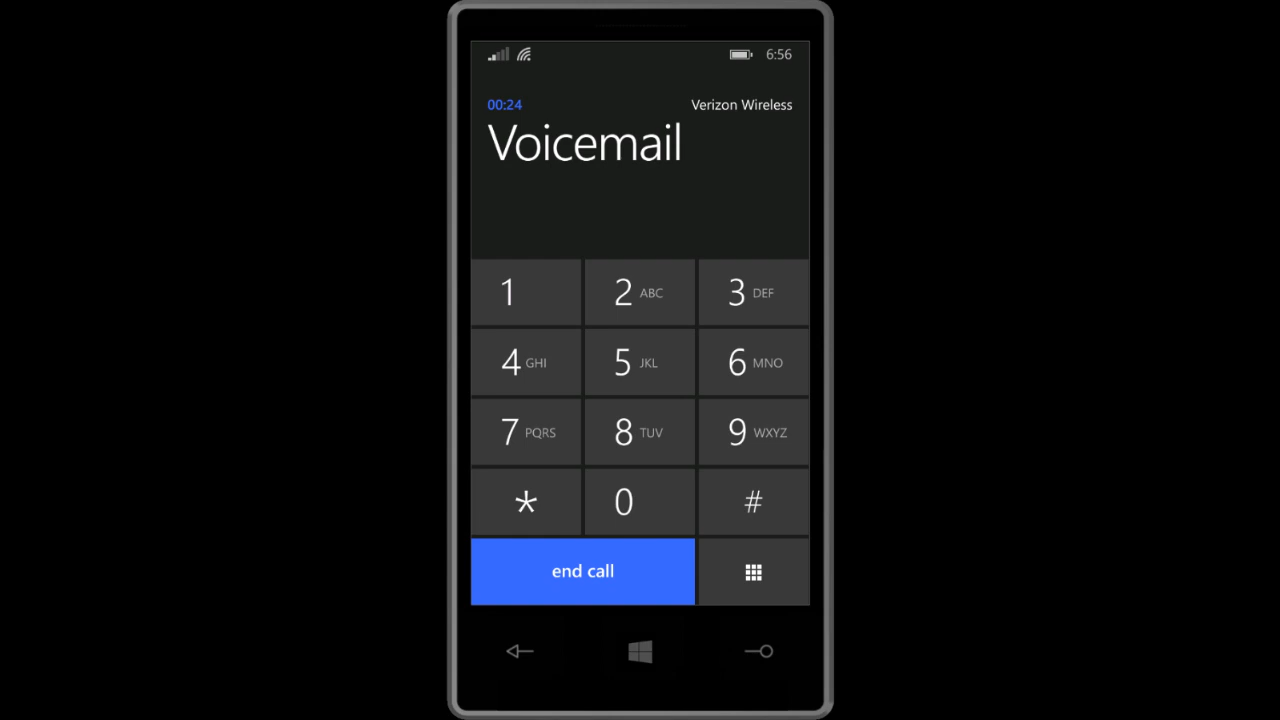 6:56
00:24 Verizon Wireless
Voicemail
1 2 ABC 3 DEF
4 GHI 5 JKL 6 MNO
7 PQRS 8 TUV 9 WXYZ
* 0 #
end call